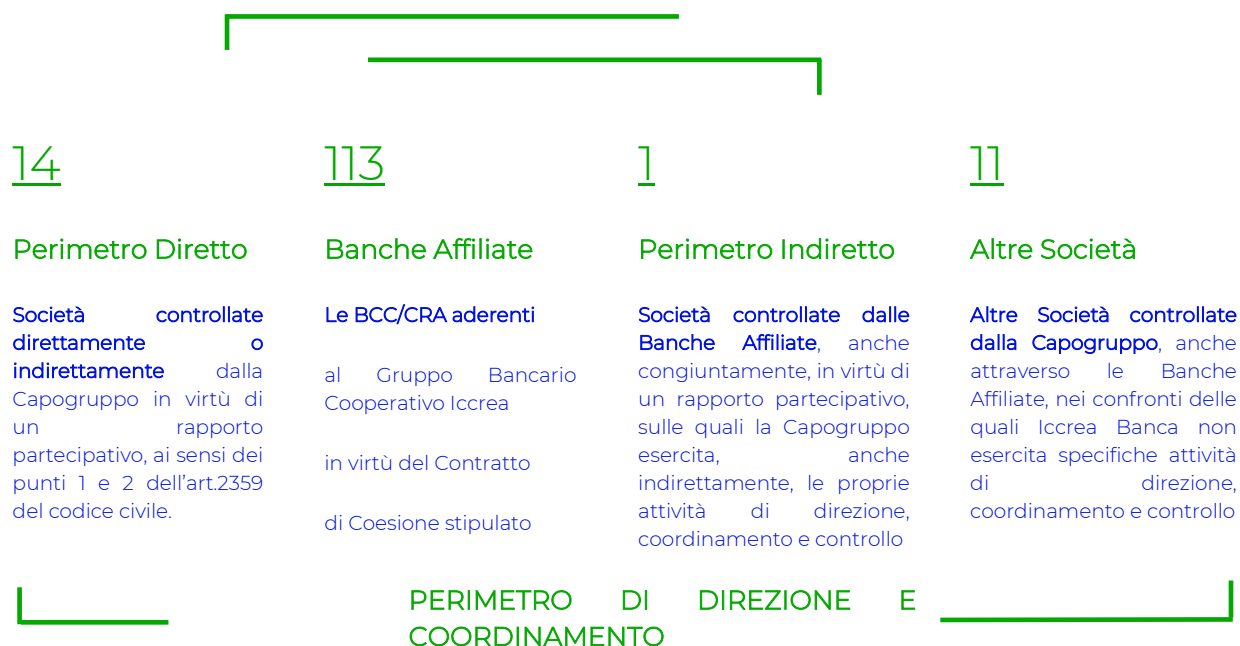 14
Perimetro Diretto
Società controllate
direttamente o
indirettamente dalla
Capogruppo in virtù di
un rapporto
partecipativo, ai sensi dei
punti 1 e 2 dell'art.2359
del codice civile.
113
Banche Affiliate
Le BCC/CRA aderenti
al Gruppo Bancario
Cooperativo Iccrea
in virtù del Contratto
di Coesione stipulato
1
Perimetro Indiretto
Società controllate dalle
Banche Affiliate, anche
congiuntamente, in virtù di
un rapporto partecipativo,
sulle quali la Capogruppo
esercita, anche
indirettamente, le proprie
attività di direzione,
coordinamento e controllo
11
Altre Società
Altre Società controllate
dalla Capogruppo, anche
attraverso le Banche
Affiliate, nei confronti delle
quali Iccrea Banca non
esercita specifiche attività
di direzione,
coordinamento e controllo
PERIMETRO DI DIREZIONE E
COORDINAMENTO